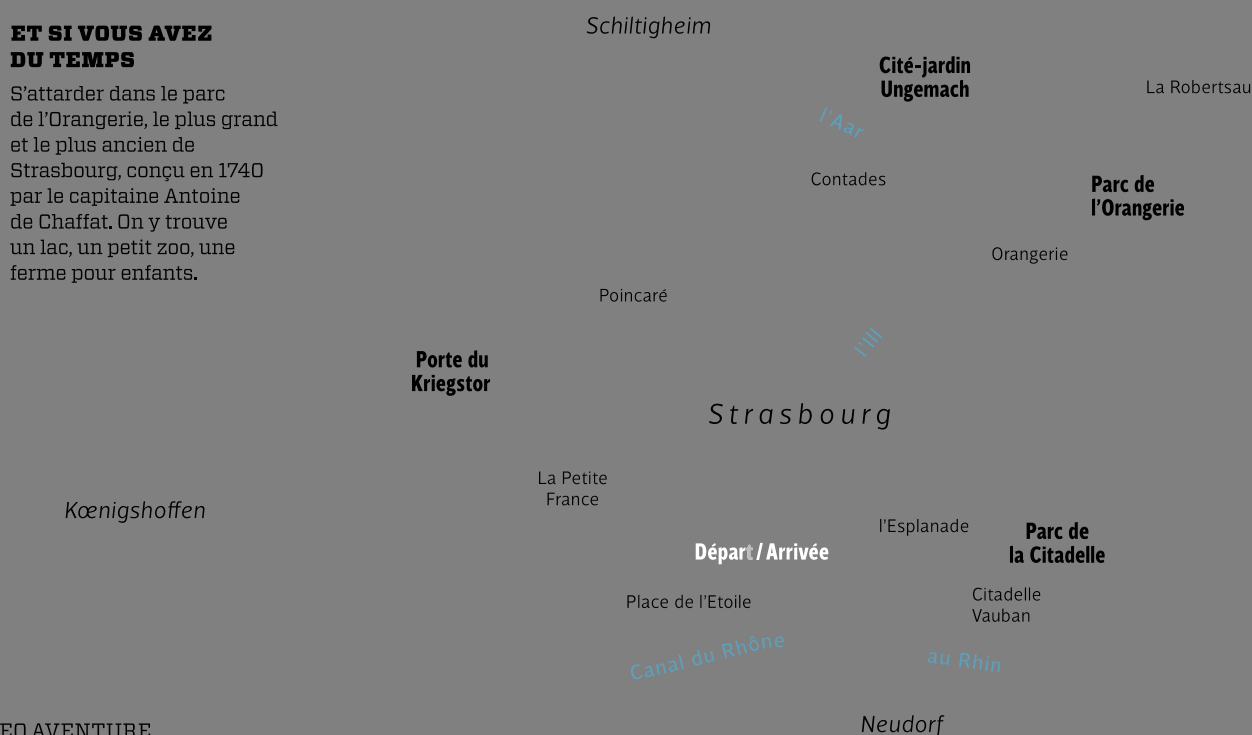 ET SI VOUS AVEZ
DU TEMPS
S'attarder dans le parc
de l'Orangerie, le plus grand
et le plus ancien de
Strasbourg, conçu en 1740
par le capitaine Antoine
de Chaffat. On y trouve
un lac, un petit zoo, une
ferme pour enfants.
Schiltigheim
Cité-jardin
Ungemach
La Robertsau
l'Aar
Contades
Parc de
l'Orangerie
Orangerie
Poincaré
l'Ill
Porte du
Kriegstor
Strasbourg
La Petite
France
Kœnigshoffen
l'Esplanade
Parc de
la Citadelle
Départ / Arrivée
Citadelle
Vauban
Place de l'Etoile
Canal du Rhône
au Rhin
Neudorf
EO AVENTURE